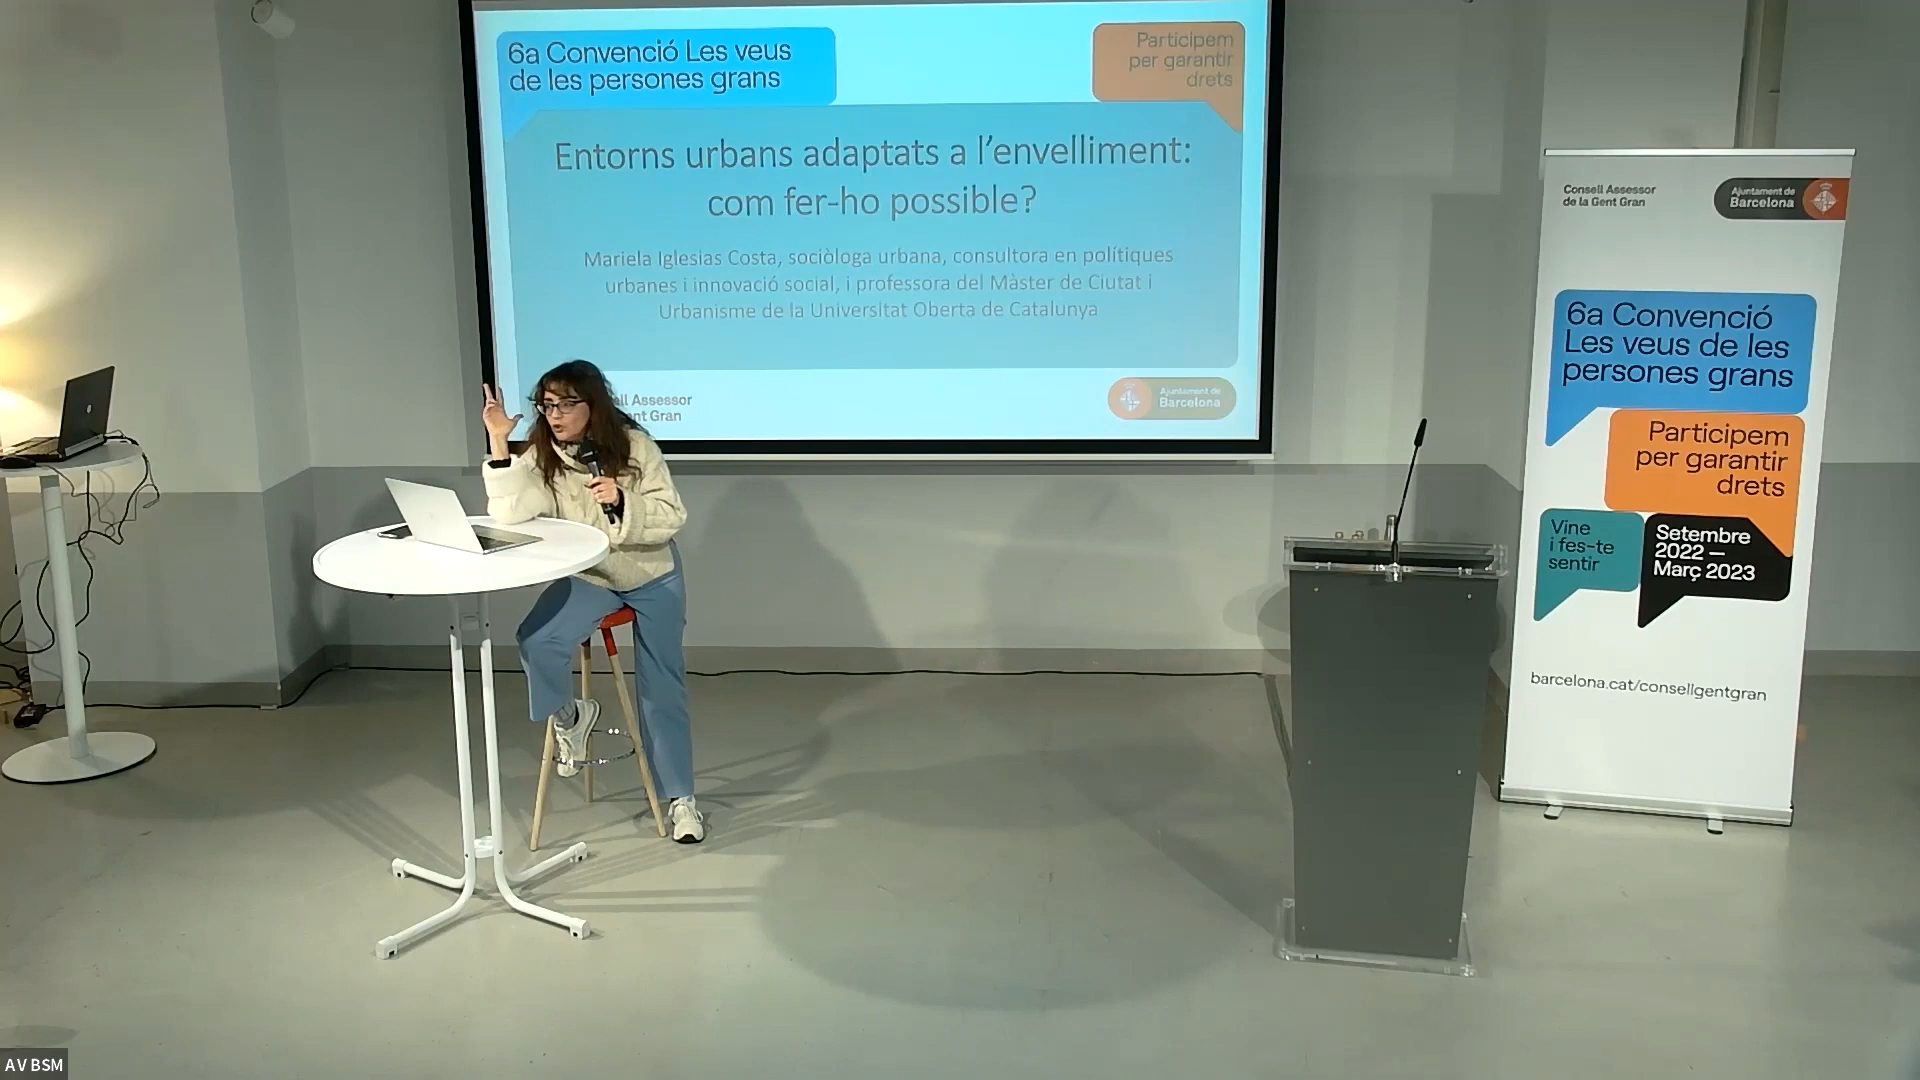 6a Convenció Les veus
de les persones grans
Participem
per garantir
drets
Entorns urbans adaptats a l'envelliment:
com fer-ho possible?
Mariela Iglesias Costa, sociòloga urbana, consultora en polítiques
urbanes i innovació social, i professora del Màster de Ciutat i
Urbanisme de la Universitat Oberta de Catalunya
Assessor
Gran
Ajuntament de
Barcelona
Consell Assessor
de la Gent Gran
Ajuntament de
Barcelona
6a Convenció
Les veus de les
persones grans
Participem
per garantir
drets
Vine
i fes-te
sentir
Setembre
2022 —
Març 2023
barcelona.cat/consellgentgran
AV BSM